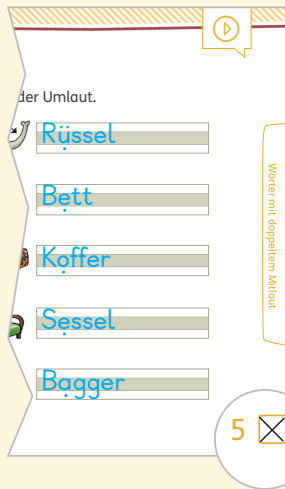 der Umlaut.
Rüssel
Bett
Koffer
Sessel
Bagger
Wörter mit doppeltem Mitlaut
5